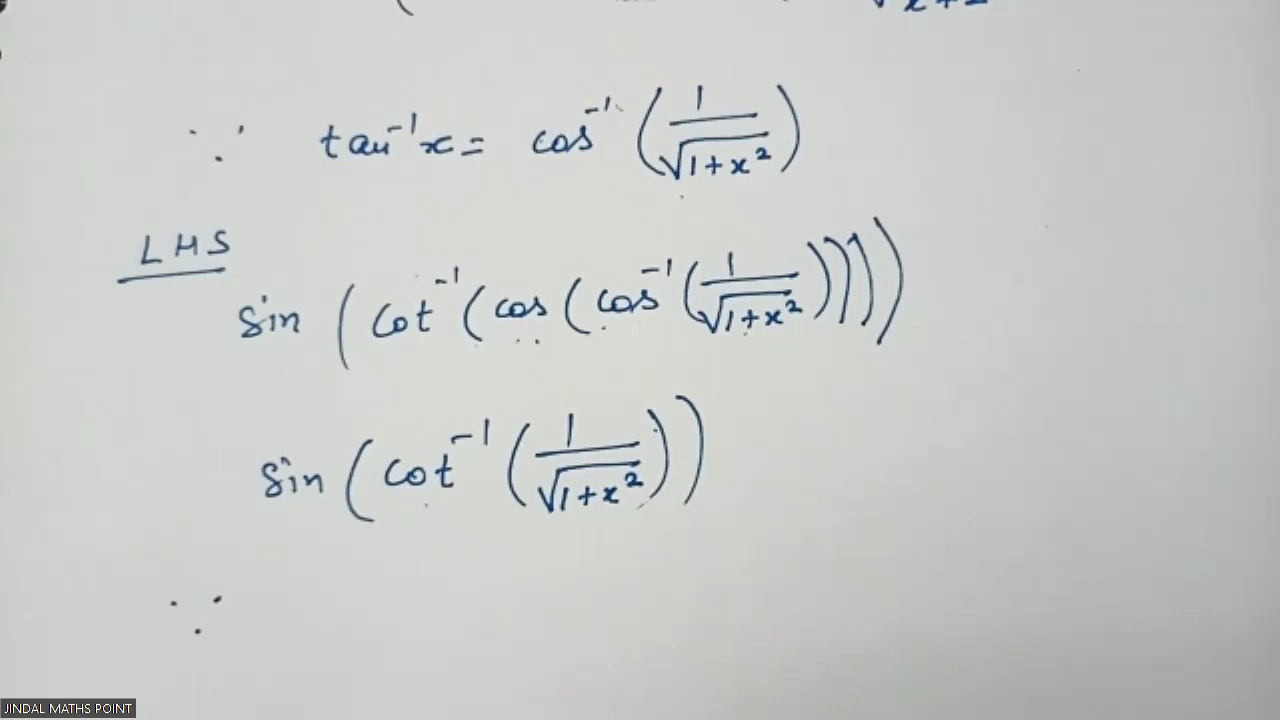 ∵ tan⁻¹x = cos⁻¹(1/√(1+x²))
LHS
sin(cot⁻¹(cos(cos⁻¹(1/√(1+x²)))))
sin(cot⁻¹(1/√(1+x²)))
∵
JINDAL MATHS POINT